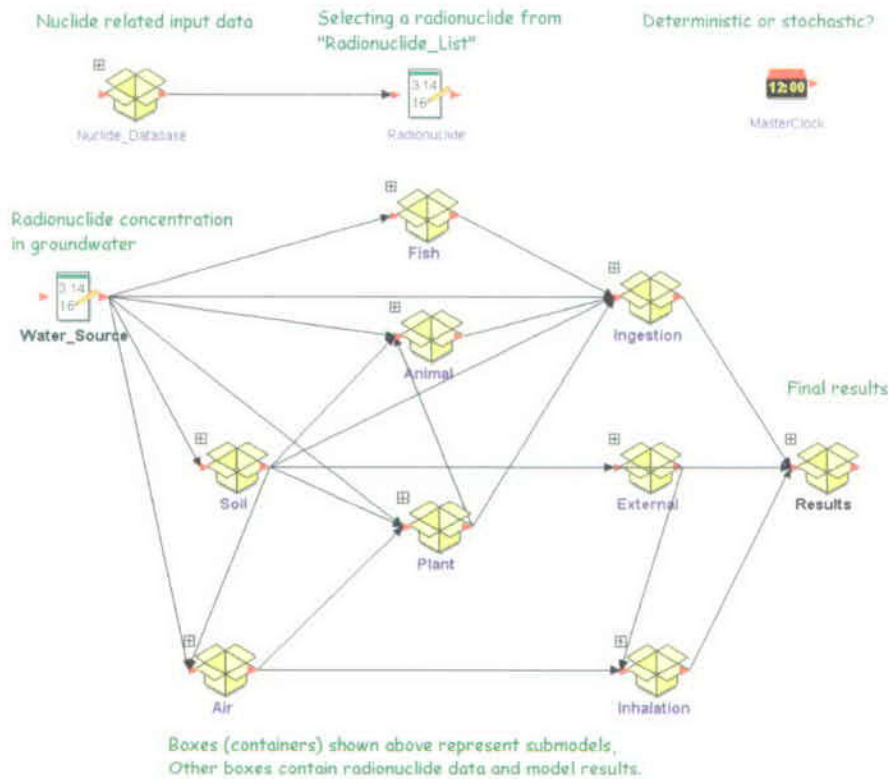 Nuclide related input data
Selecting a radionuclide from
"Radionuclide_List"
Deterministic or stochastic?
3.14
16
12:00
Nuclide_Database
Radionuclide
MasterClock
Radionuclide concentration
in groundwater
Fish
3.14
16
Water_Source
Animal
Ingestion
Final results
Soil
External
Results
Plant
Air
Inhalation
Boxes (containers) shown above represent submodels,
Other boxes contain radionuclide data and model results.